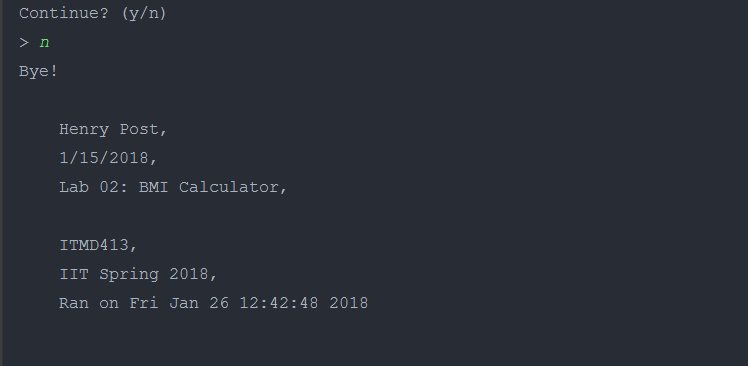 Continue? (y/n)
> n
Bye!
Henry Post,
1/15/2018,
Lab 02: BMI Calculator,
ITMD413,
IIT Spring 2018,
Ran on Fri Jan 26 12:42:48 2018